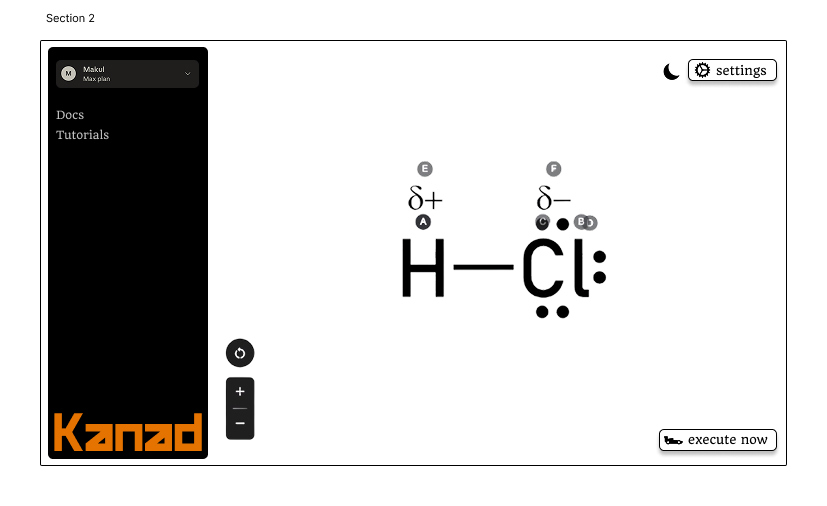 Section 2
M
Makul
Max plan
settings
Docs
Tutorials
E
F
δ+
δ−
A
C
B
H
Cl
+
−
Kanad
execute now